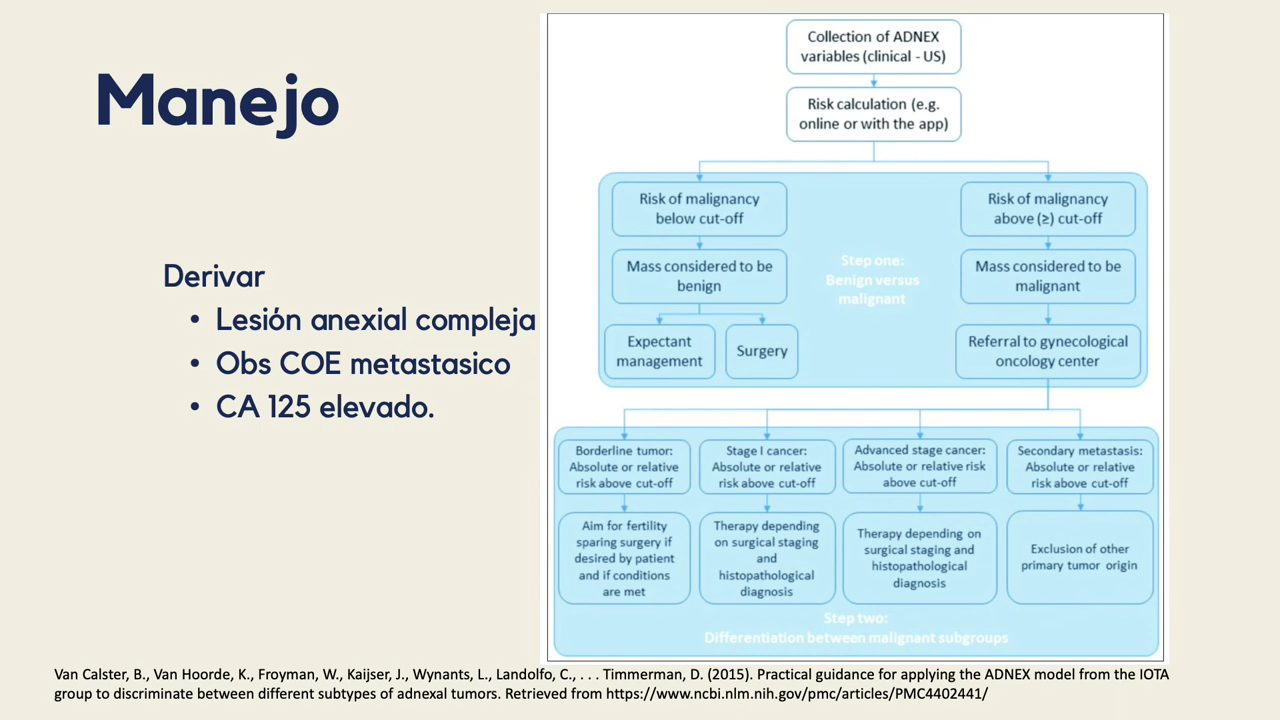 Manejo
Derivar
• Lesión anexial compleja
• Obs COE metastasico
• CA 125 elevado.
Collection of ADNEX
variables (clinical - US)
Risk calculation (e.g.
online or with the app)
Risk of malignancy
below cut-off
Risk of malignancy
above (≥) cut-off
Mass considered to be
benign
Step one:
Benign versus
malignant
Mass considered to be
malignant
Expectant
management
Surgery
Referral to gynecological
oncology center
Borderline tumor:
Absolute or relative
risk above cut-off
Stage I cancer:
Absolute or relative
risk above cut-off
Advanced stage cancer:
Absolute or relative risk
above cut-off
Secondary metastasis:
Absolute or relative
risk above cut-off
Aim for fertility
sparing surgery if
desired by patient
and if conditions
are met
Therapy depending
on surgical staging
and
histopathological
diagnosis
Therapy depending on
surgical staging and
histopathological
diagnosis
Exclusion of other
primary tumor origin
Step two:
Differentiation between malignant subgroups
Van Calster, B., Van Hoorde, K., Froyman, W., Kaijser, J., Wynants, L., Landolfo, C., . . . Timmerman, D. (2015). Practical guidance for applying the ADNEX model from the IOTA
group to discriminate between different subtypes of adnexal tumors. Retrieved from https://www.ncbi.nlm.nih.gov/pmc/articles/PMC4402441/